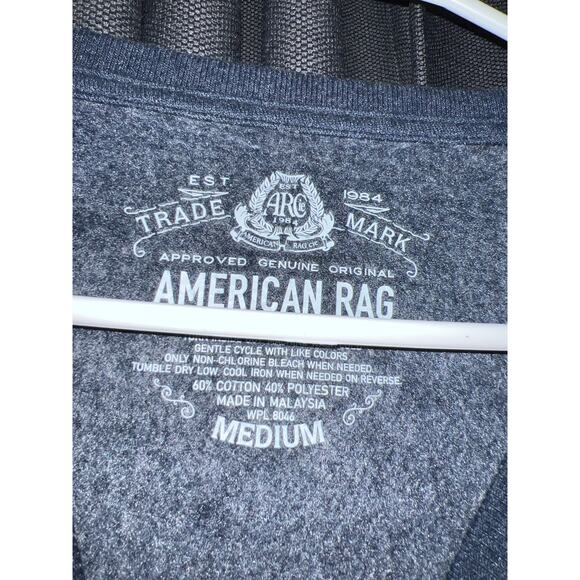 EST 1984
TRADE MARK
EST
ARCIE
1984
AMERICAN RAG CIE
APPROVED GENUINE ORIGINAL
AMERICAN RAG
GENTLE CYCLE WITH LIKE COLORS
ONLY NON-CHLORINE BLEACH WHEN NEEDED.
TUMBLE DRY LOW, COOL IRON WHEN NEEDED ON REVERSE.
60% COTTON 40% POLYESTER
MADE IN MALAYSIA
WPL 8046
MEDIUM